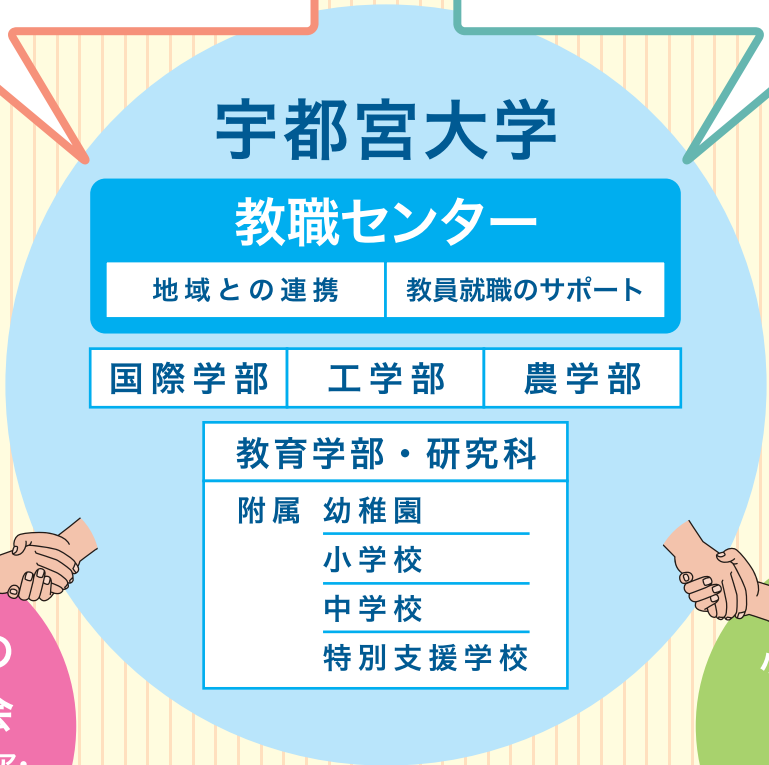 宇都宮大学
教職センター
地域との連携 教員就職のサポート
国際学部 工学部 農学部
教育学部・研究科
附属 幼稚園
小学校
中学校
特別支援学校
の
会